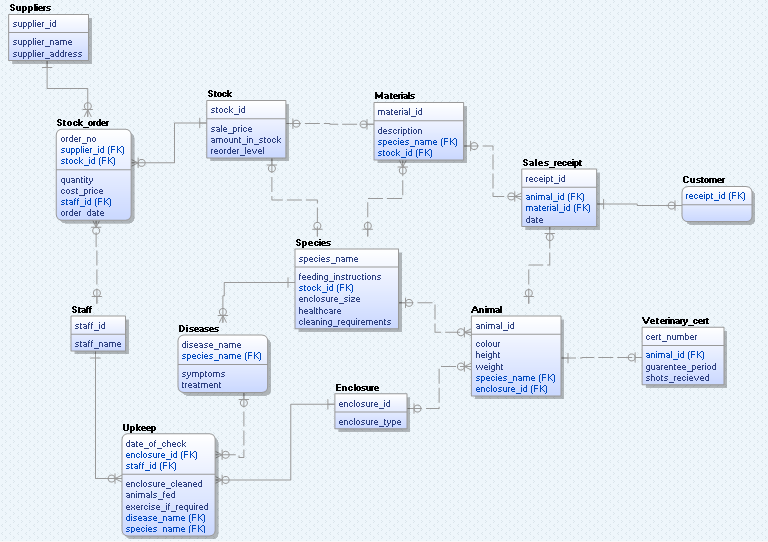 Suppliers
supplier_id
supplier_name
supplier_address
Stock_order
order_no
supplier_id (FK)
stock_id (FK)
quantity
cost_price
staff_id (FK)
order_date
Stock
stock_id
sale_price
amount_in_stock
reorder_level
Materials
material_id
description
species_name (FK)
stock_id (FK)
Sales_receipt
receipt_id
animal_id (FK)
material_id (FK)
date
Customer
receipt_id (FK)
Species
species_name
feeding_instructions
stock_id (FK)
enclosure_size
healthcare
cleaning_requirements
Staff
staff_id
staff_name
Diseases
disease_name
species_name (FK)
symptoms
treatment
Animal
animal_id
colour
height
weight
species_name (FK)
enclosure_id (FK)
Veterinary_cert
cert_number
animal_id (FK)
guarentee_period
shots_recieved
Enclosure
enclosure_id
enclosure_type
Upkeep
date_of_check
enclosure_id (FK)
staff_id (FK)
enclosure_cleaned
animals_fed
exercise_if_required
disease_name (FK)
species_name (FK)